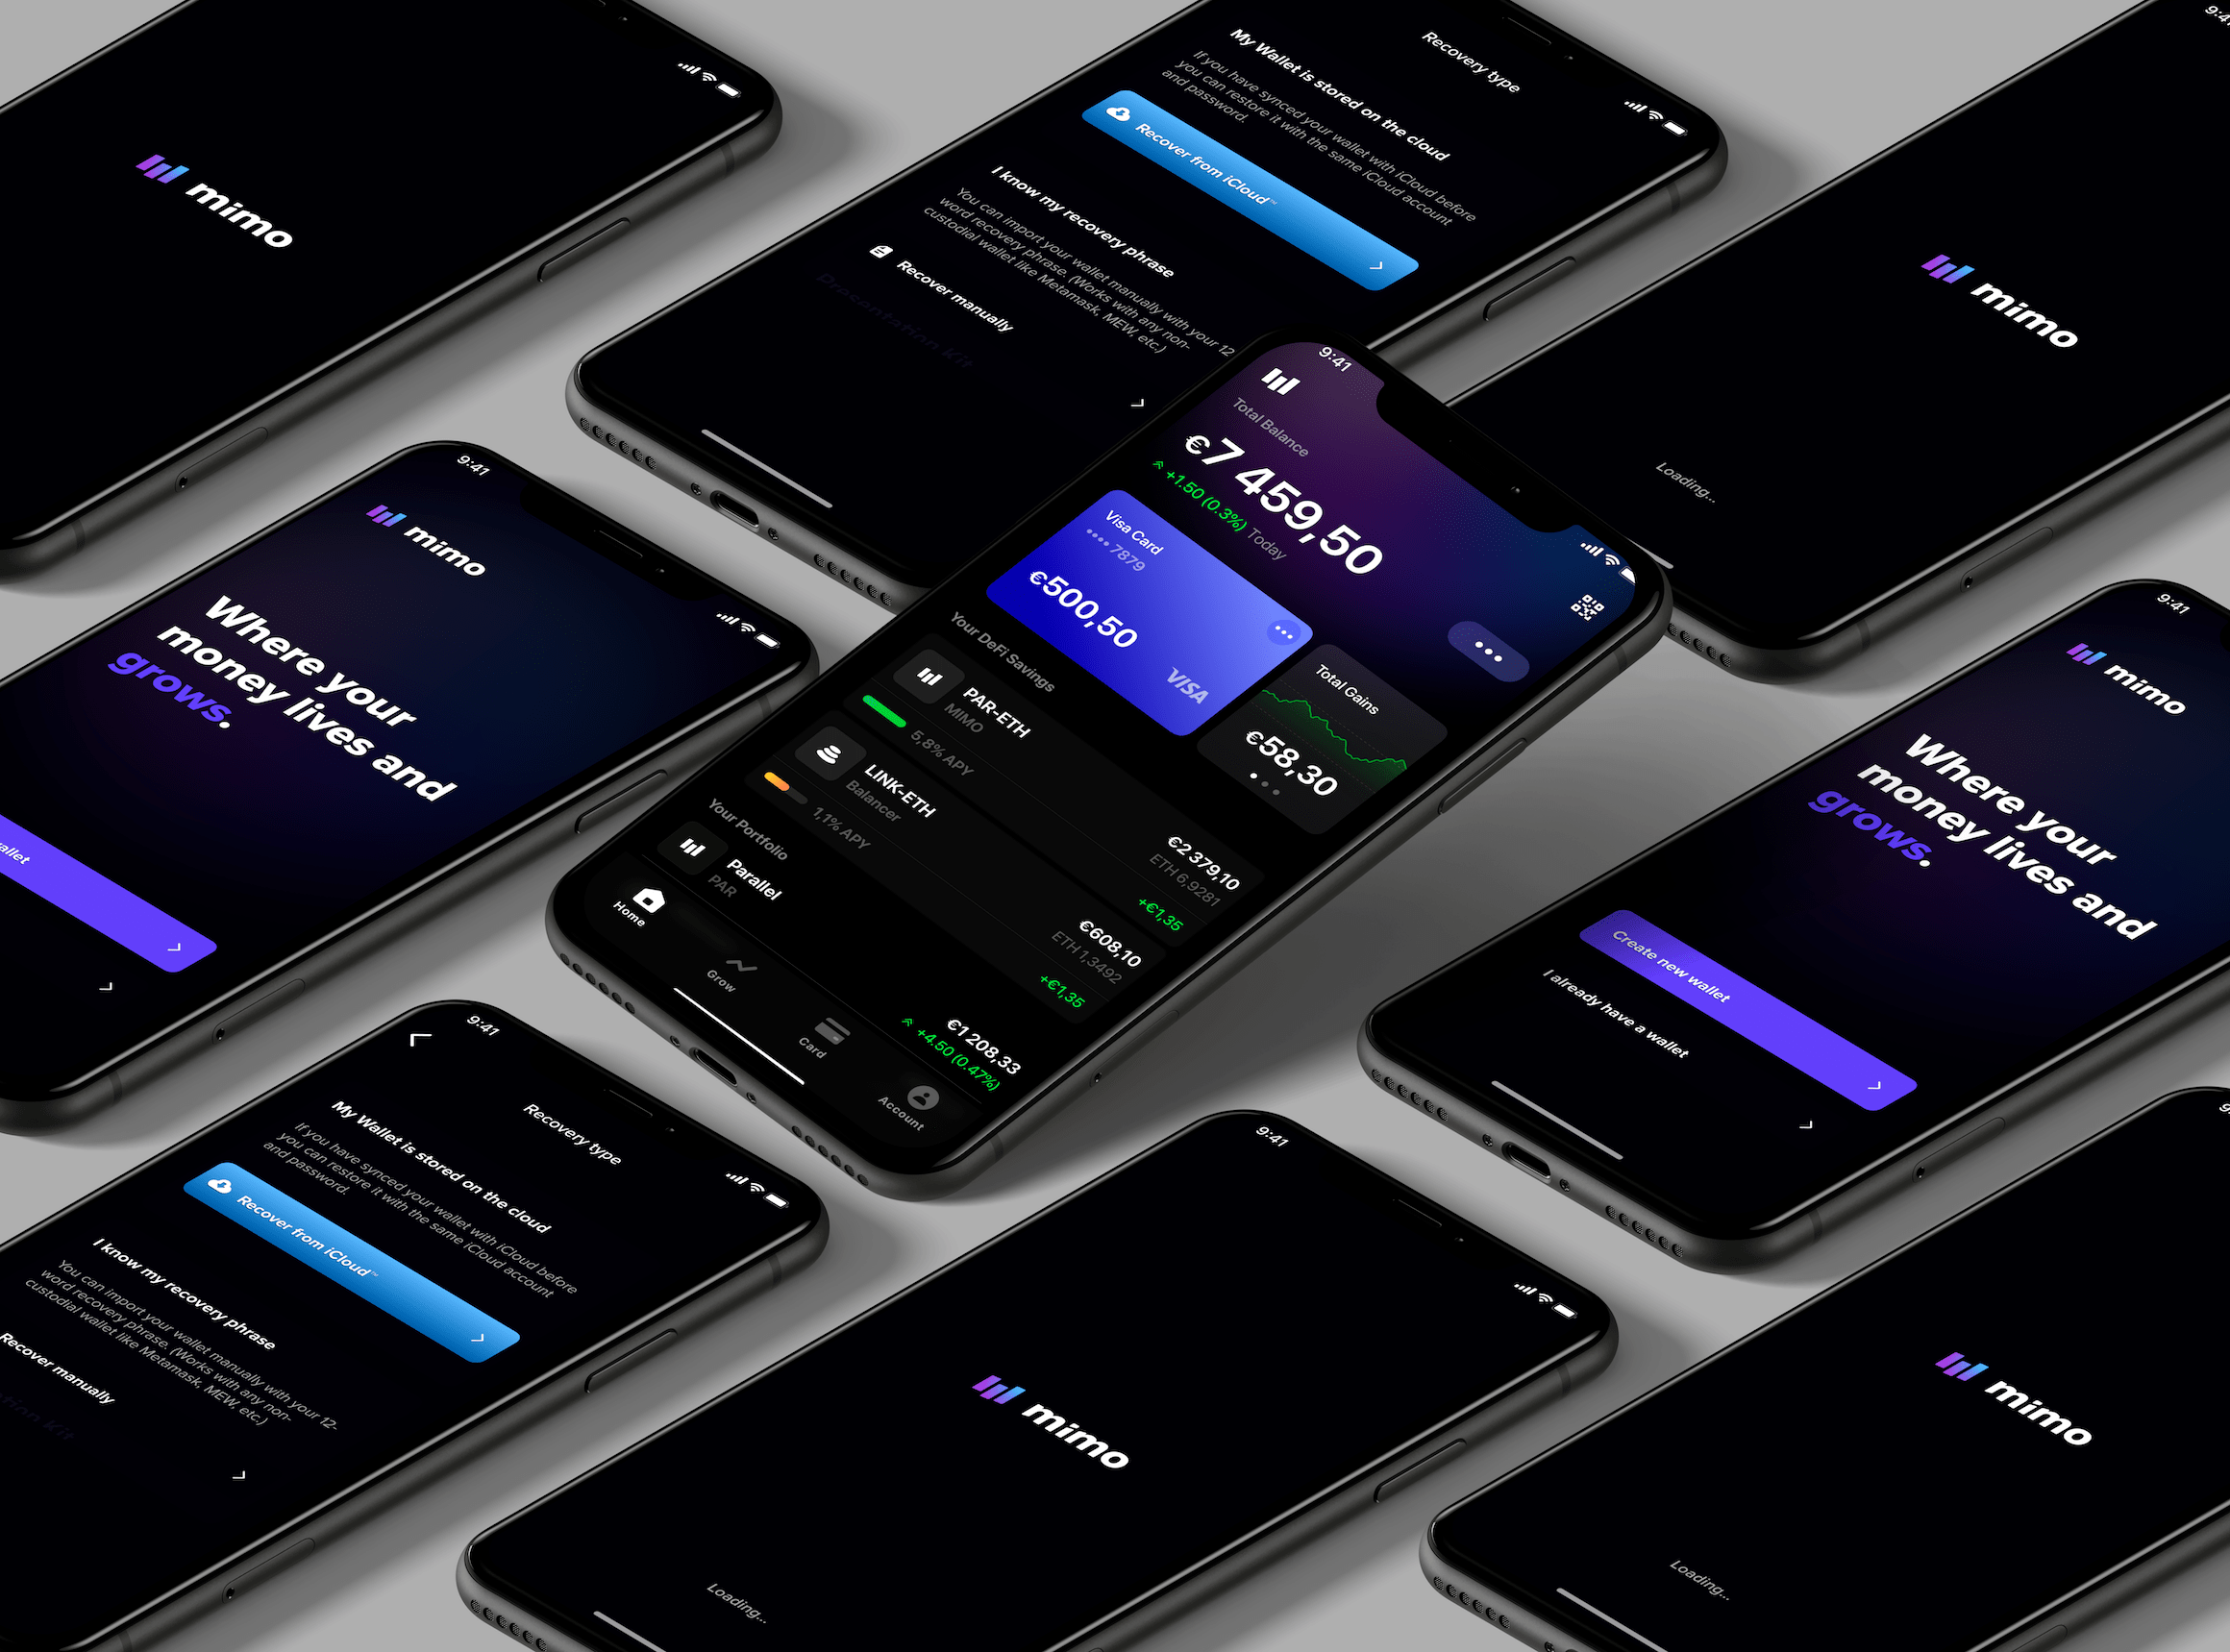 mimo
Recovery type
My Wallet is stored on the cloud
If you have synced your wallet with iCloud before
you can restore it with the same iCloud account
and password.
Recover from iCloud™
I know my recovery phrase
You can import your wallet manually with your 12
word recovery phrase. (Works with any non-
custodial wallet like Metamask, MEW, etc.)
Recover manually
Presentation Kit
9:4
mimo
Loading...
9:41
mimo
Where your
money lives and
grows.
wallet
9:41
Total Balance
€7 459,50
+1.50 (0.3%) Today
Visa Card
•••• 7879
€500,50
VISA
Total Gains
€58,30
Your DeFi Savings
PAR-ETH
MIMO
€2 379,10
ETH 6,9281
5,8% APY
+€1,35
LINK-ETH
Balancer
€608,10
ETH 1,3492
1,1% APY
+€1,35
Your Portfolio
Parallel
PAR
€1 208,33
+4.50 (0.47%)
Home
Grow
Card
Account
9:41
mimo
Where your
money lives and
grows.
Create new wallet
I already have a wallet
9:41
Recovery type
My Wallet is stored on the cloud
If you have synced your wallet with iCloud before
you can restore it with the same iCloud account
and password.
Recover from iCloud™
I know my recovery phrase
You can import your wallet manually with your 12-
word recovery phrase. (Works with any non-
custodial wallet like Metamask, MEW, etc.)
Recover manually
Kit
9:41
mimo
Loading...
mimo
Loading...